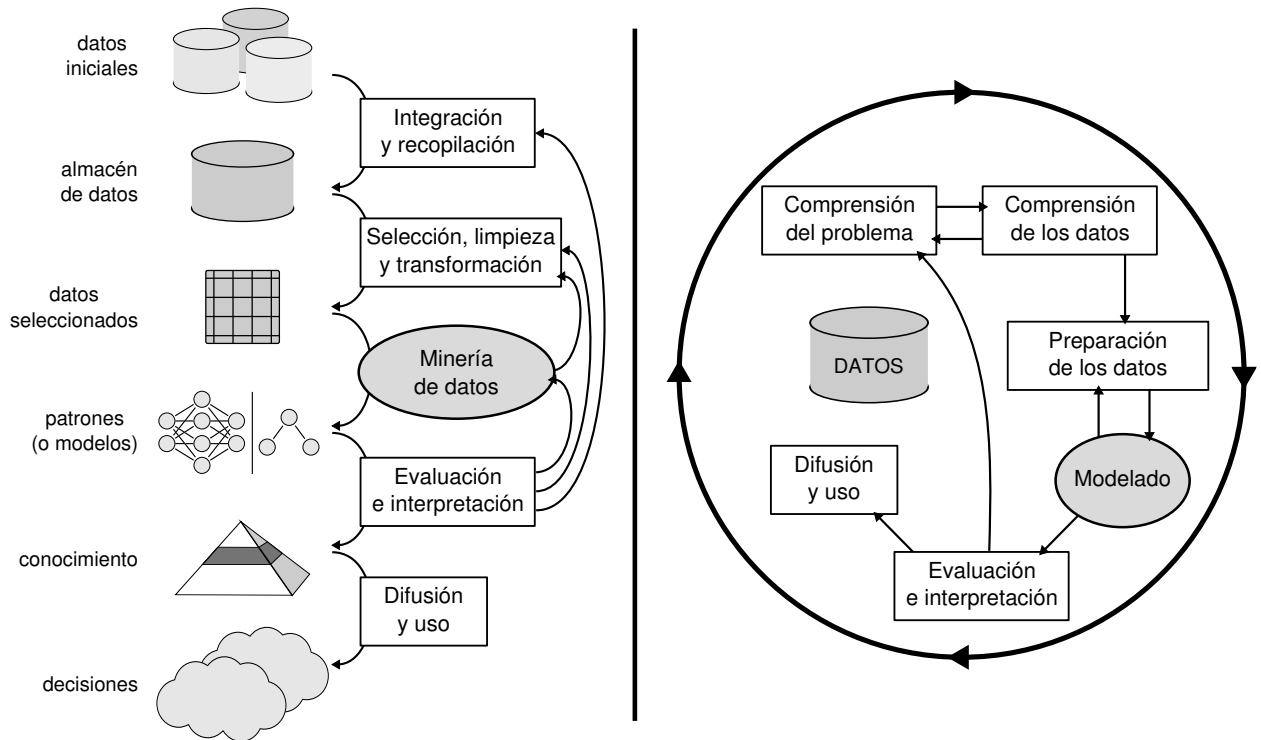 datos
iniciales
Integración
y recopilación
almacén
de datos
Selección, limpieza
y transformación
datos
seleccionados
Minería
de datos
patrones
(o modelos)
Evaluación
e interpretación
conocimiento
Difusión
y uso
decisiones
Comprensión
del problema
Comprensión
de los datos
Preparación
de los datos
DATOS
Difusión
y uso
Modelado
Evaluación
e interpretación